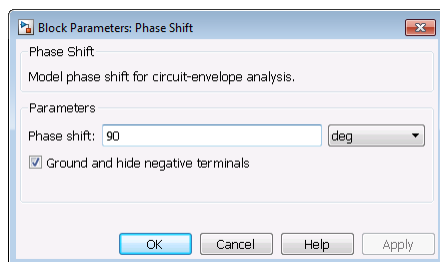 Block Parameters: Phase Shift
Phase Shift
Model phase shift for circuit-envelope analysis.
Parameters
Phase shift: 90 deg
Ground and hide negative terminals
OK Cancel Help Apply